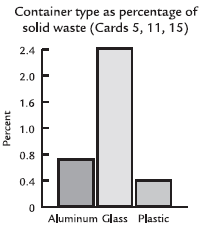 Container type as percentage of
solid waste (Cards 5, 11, 15)
Percent
2.4
2.0
1.6
1.0
0.8
0.4
0
Aluminum Glass Plastic